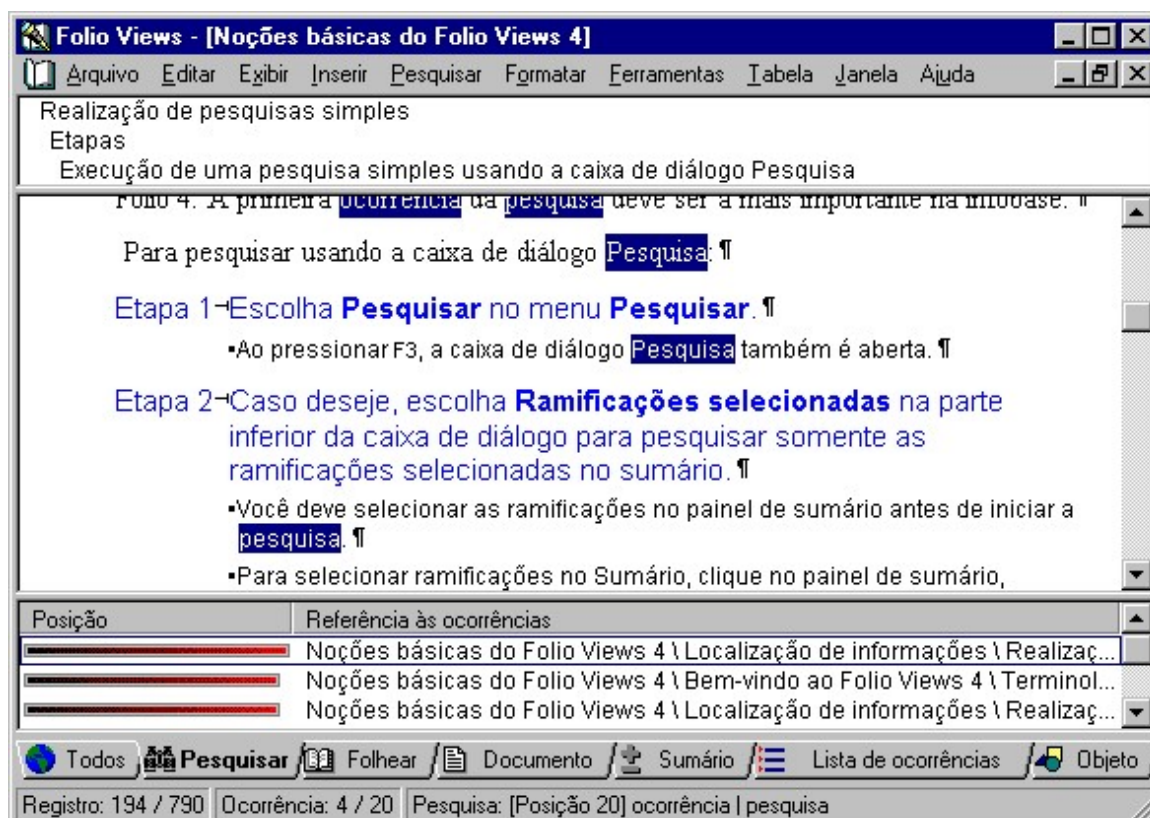 Folio Views - [Noções básicas do Folio Views 4]
Arquivo Editar Exibir Inserir Pesquisar Formatar Ferramentas Tabela Janela Ajuda
Realização de pesquisas simples
Etapas
Execução de uma pesquisa simples usando a caixa de diálogo Pesquisa
Folio 4. A primeira ocorrência da pesquisa deve ser a mais importante na infobase. ¶
Para pesquisar usando a caixa de diálogo Pesquisa: ¶
Etapa 1 Escolha Pesquisar no menu Pesquisar. ¶
▪Ao pressionar F3, a caixa de diálogo Pesquisa também é aberta. ¶
Etapa 2 Caso deseje, escolha Ramificações selecionadas na parte
inferior da caixa de diálogo para pesquisar somente as
ramificações selecionadas no sumário. ¶
▪Você deve selecionar as ramificações no painel de sumário antes de iniciar a
pesquisa. ¶
▪Para selecionar ramificações no Sumário, clique no painel de sumário,
Posição Referência às ocorrências
Noções básicas do Folio Views 4 \ Localização de informações \ Realizaç...
Noções básicas do Folio Views 4 \ Bem-vindo ao Folio Views 4 \ Terminol...
Noções básicas do Folio Views 4 \ Localização de informações \ Realizaç...
Todos Pesquisar Folhear Documento Sumário Lista de ocorrências Objeto
Registro: 194 / 790 Ocorrência: 4 / 20 Pesquisa: [Posição 20] ocorrência | pesquisa